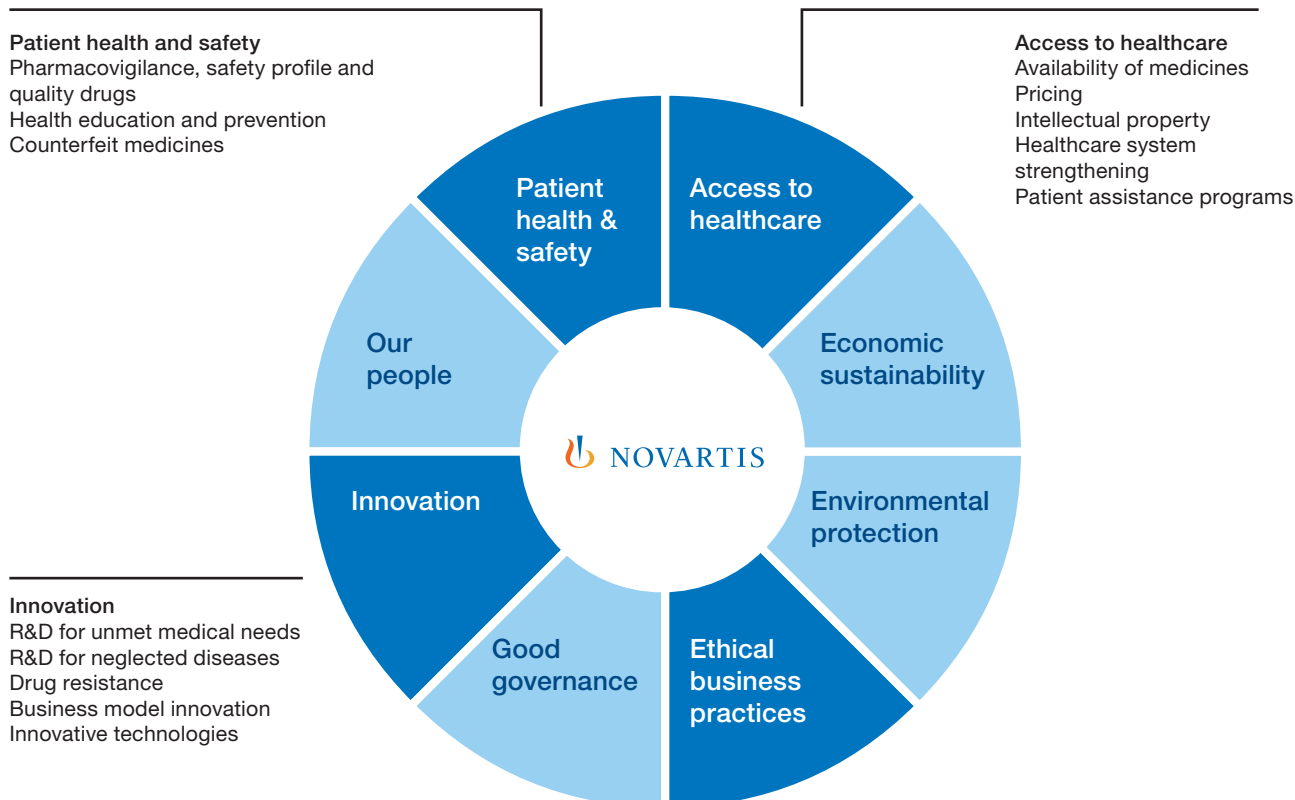 Patient health and safety
Pharmacovigilance, safety profile and
quality drugs
Health education and prevention
Counterfeit medicines
Access to healthcare
Availability of medicines
Pricing
Intellectual property
Healthcare system
strengthening
Patient assistance programs
Patient
health &
safety
Access to
healthcare
Our
people
Economic
sustainability
NOVARTIS
Innovation
Environmental
protection
Good
governance
Ethical
business
practices
Innovation
R&D for unmet medical needs
R&D for neglected diseases
Drug resistance
Business model innovation
Innovative technologies